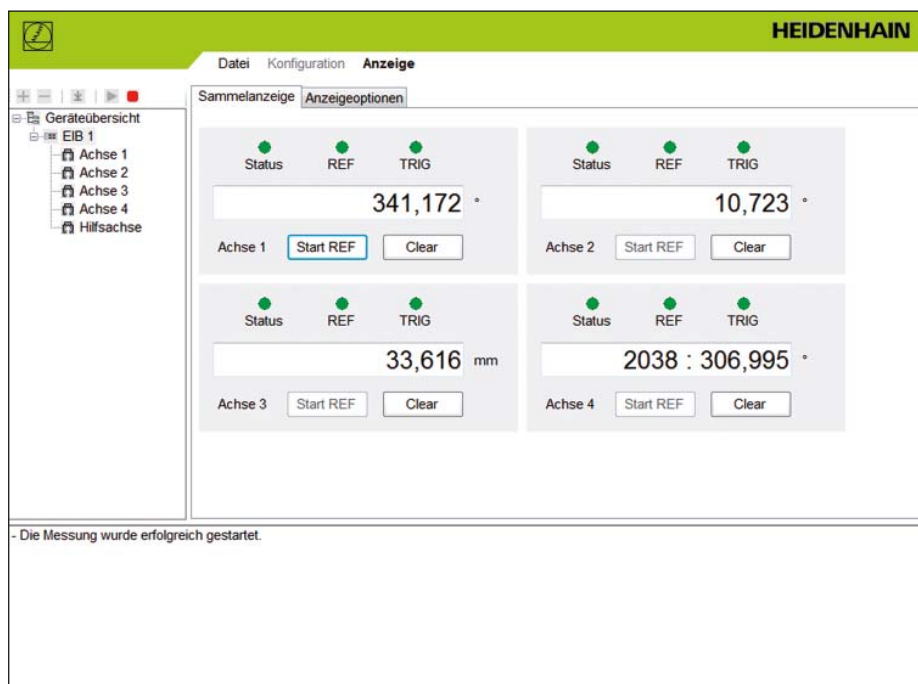 HEIDENHAIN
Datei Konfiguration Anzeige
Sammelanzeige Anzeigeoptionen
Geräteübersicht
EIB 1
Achse 1
Achse 2
Achse 3
Achse 4
Hilfsachse
Status REF TRIG
341,172 °
Achse 1 Start REF Clear
Status REF TRIG
10,723 °
Achse 2 Start REF Clear
Status REF TRIG
33,616 mm
Achse 3 Start REF Clear
Status REF TRIG
2038 : 306,995 °
Achse 4 Start REF Clear
- Die Messung wurde erfolgreich gestartet.